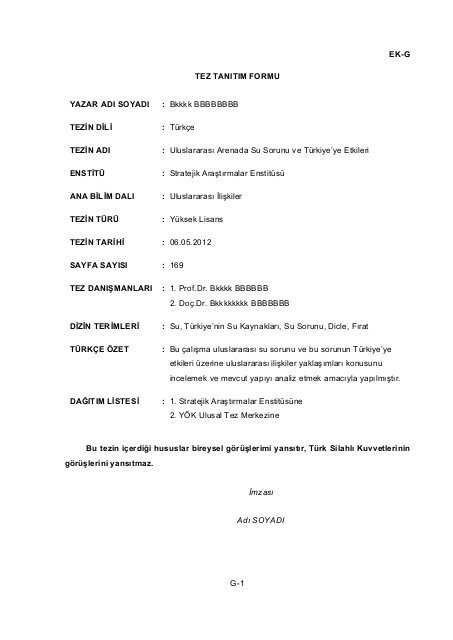 EK-G
TEZ TANITIM FORMU
YAZAR ADI SOYADI : Bkkkk BBBBBBBB
TEZİN DİLİ : Türkçe
TEZİN ADI : Uluslararası Arenada Su Sorunu ve Türkiye'ye Etkileri
ENSTİTÜ : Stratejik Araştırmalar Enstitüsü
ANA BİLİM DALI : Uluslararası İlişkiler
TEZİN TÜRÜ : Yüksek Lisans
TEZİN TARİHİ : 06.05.2012
SAYFA SAYISI : 169
TEZ DANIŞMANLARI : 1. Prof.Dr. Bkkkk BBBBBB
2. Doç.Dr. Bkkkkkkkk BBBBBBB
DİZİN TERİMLERİ : Su, Türkiye'nin Su Kaynakları, Su Sorunu, Dicle, Fırat
TÜRKÇE ÖZET : Bu çalışma uluslararası su sorunu ve bu sorunun Türkiye'ye
etkileri üzerine uluslararası ilişkiler yaklaşımları konusunu
incelemek ve mevcut yapıyı analiz etmek amacıyla yapılmıştır.
DAĞITIM LİSTESİ : 1. Stratejik Araştırmalar Enstitüsüne
2. YÖK Ulusal Tez Merkezine
Bu tezin içerdiği hususlar bireysel görüşlerimi yansıtır, Türk Silahlı Kuvvetlerinin
görüşlerini yansıtmaz.
İmzası
Adı SOYADI
G-1